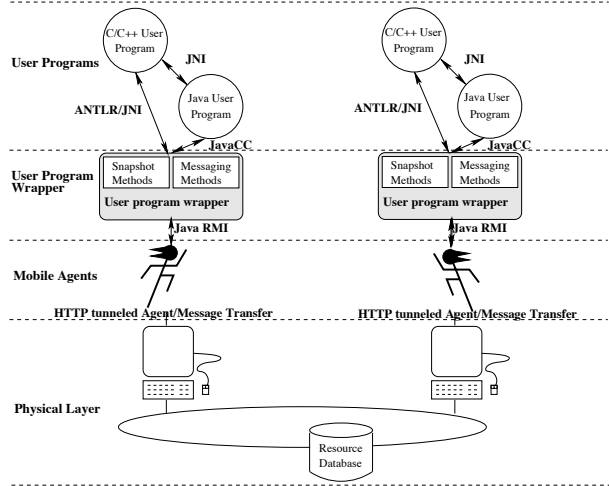 C/C++ User
Program
C/C++ User
Program
User Programs
JNI
JNI
Java User
Program
Java User
Program
ANTLR/JNI
ANTLR/JNI
JavaCC
JavaCC
User Program
Wrapper
Snapshot
Methods
Messaging
Methods
User program wrapper
Snapshot
Methods
Messaging
Methods
User program wrapper
Java RMI
Java RMI
Mobile Agents
HTTP tunneled Agent/Message Transfer
HTTP tunneled Agent/Message Transfer
Physical Layer
Resource
Database